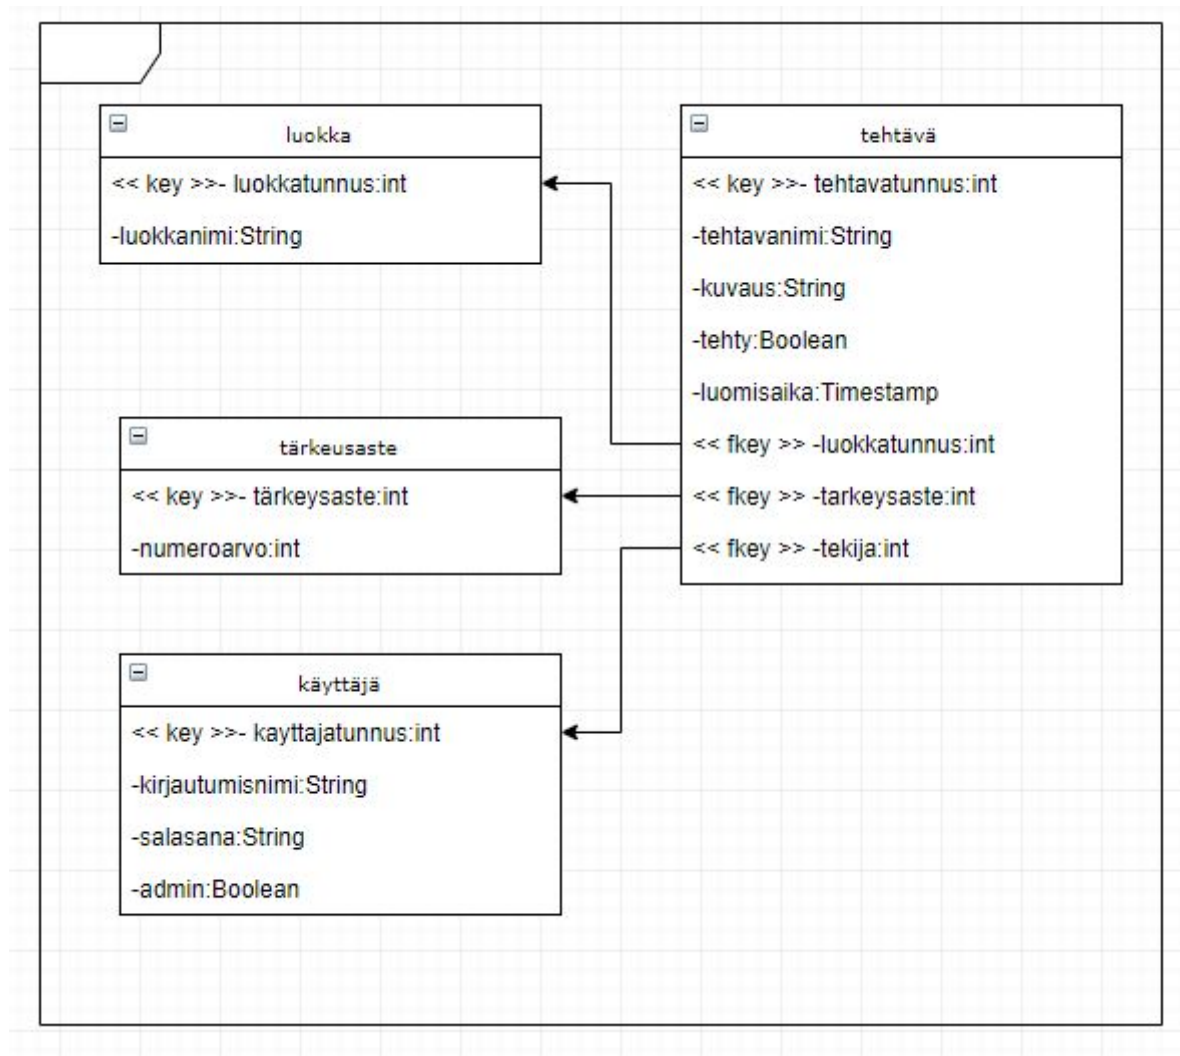 luokka
<< key >>- luokkatunnus:int
-luokkanimi:String
tärkeusaste
<< key >>- tärkeysaste:int
-numeroarvo:int
käyttäjä
<< key >>- kayttajatunnus:int
-kirjautumisnimi:String
-salasana:String
-admin:Boolean
tehtävä
<< key >>- tehtavatunnus:int
-tehtavanimi:String
-kuvaus:String
-tehty:Boolean
-luomisaika:Timestamp
<< fkey >> -luokkatunnus:int
<< fkey >> -tarkeysaste:int
<< fkey >> -tekija:int